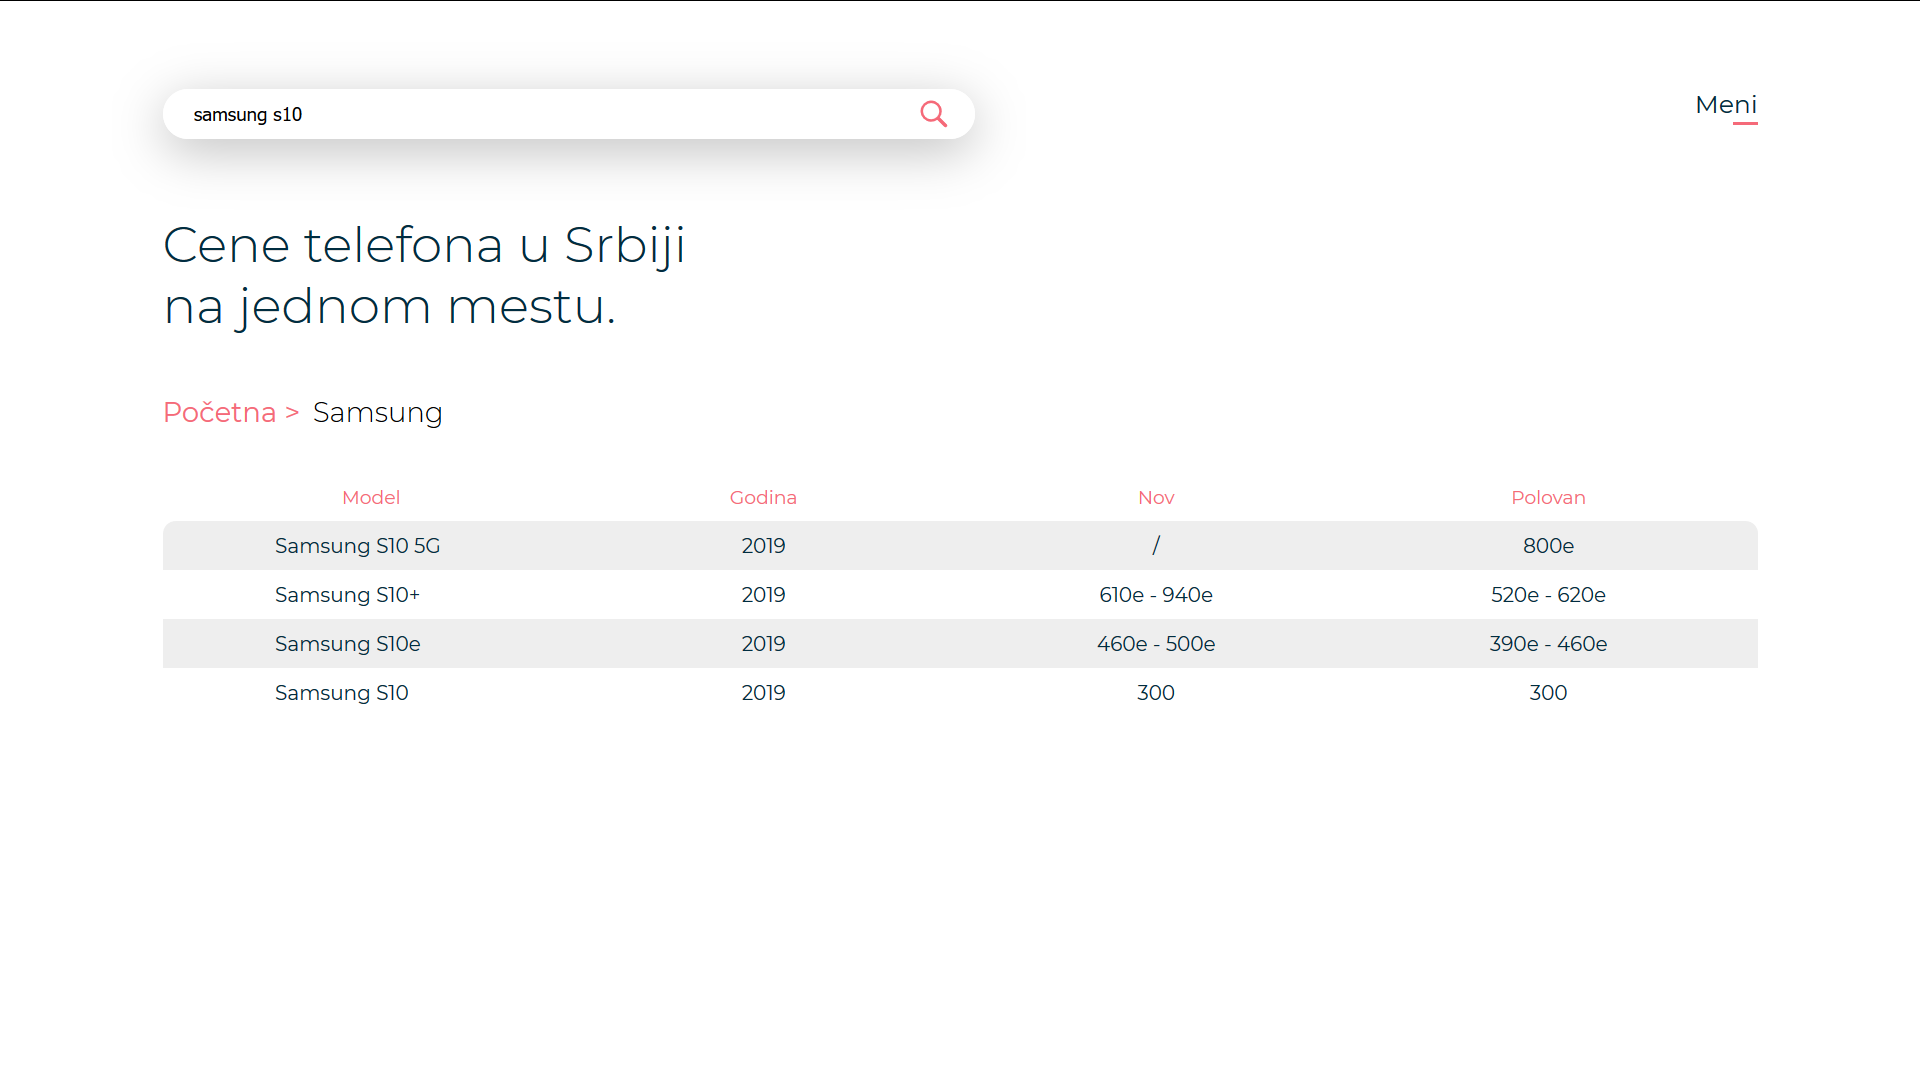 samsung s10
Meni
Cene telefona u Srbiji
na jednom mestu.
Početna > Samsung
Model Godina Nov Polovan
Samsung S10 5G 2019 / 800e
Samsung S10+ 2019 610e - 940e 520e - 620e
Samsung S10e 2019 460e - 500e 390e - 460e
Samsung S10 2019 300 300